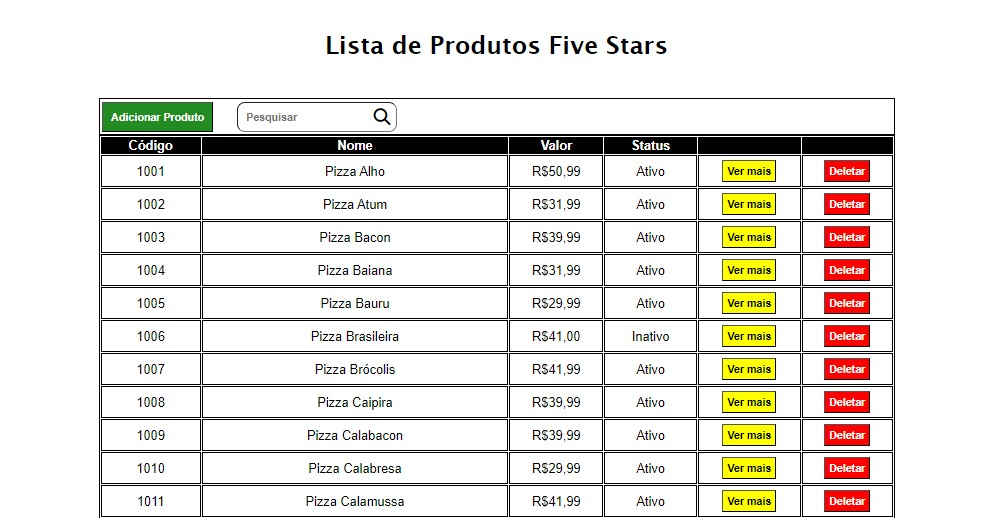 Lista de Produtos Five Stars
Adicionar Produto Pesquisar
Código Nome Valor Status
1001 Pizza Alho R$50,99 Ativo Ver mais Deletar
1002 Pizza Atum R$31,99 Ativo Ver mais Deletar
1003 Pizza Bacon R$39,99 Ativo Ver mais Deletar
1004 Pizza Baiana R$31,99 Ativo Ver mais Deletar
1005 Pizza Bauru R$29,99 Ativo Ver mais Deletar
1006 Pizza Brasileira R$41,00 Inativo Ver mais Deletar
1007 Pizza Brócolis R$41,99 Ativo Ver mais Deletar
1008 Pizza Caipira R$39,99 Ativo Ver mais Deletar
1009 Pizza Calabacon R$39,99 Ativo Ver mais Deletar
1010 Pizza Calabresa R$29,99 Ativo Ver mais Deletar
1011 Pizza Calamussa R$41,99 Ativo Ver mais Deletar